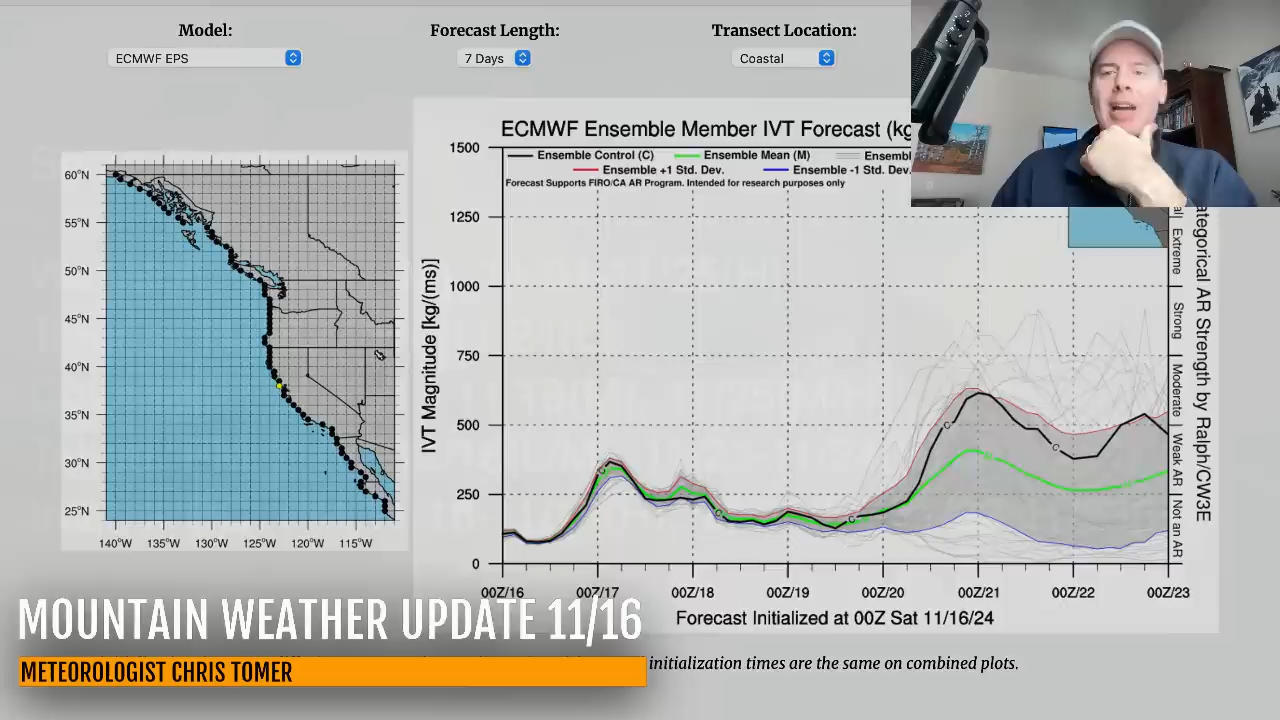 Model:
Forecast Length:
Transect Location:
ECMWF EPS
7 Days
Coastal
ECMWF Ensemble Member IVT Forecast (kg
Ensemble Control (C)
Ensemble Mean (M)
Ensembl
Ensemble +1 Std. Dev.
Ensemble -1 Std. Dev.
Forecast Supports FIRO/CA AR Program. Intended for research purposes only
1500
1250
1000
750
500
250
0
IVT Magnitude [kg/(ms)]
00Z/16
00Z/17
00Z/18
00Z/19
00Z/20
00Z/21
00Z/22
00Z/23
Forecast Initialized at 00Z Sat 11/16/24
Extreme
Strong
Moderate
Weak AR
Not an AR
ategorical AR Strength by Ralph/CW3E
60°N
55°N
50°N
45°N
40°N
35°N
30°N
25°N
140°W
135°W
130°W
125°W
120°W
115°W
MOUNTAIN WEATHER UPDATE 11/16
METEOROLOGIST CHRIS TOMER
initialization times are the same on combined plots.